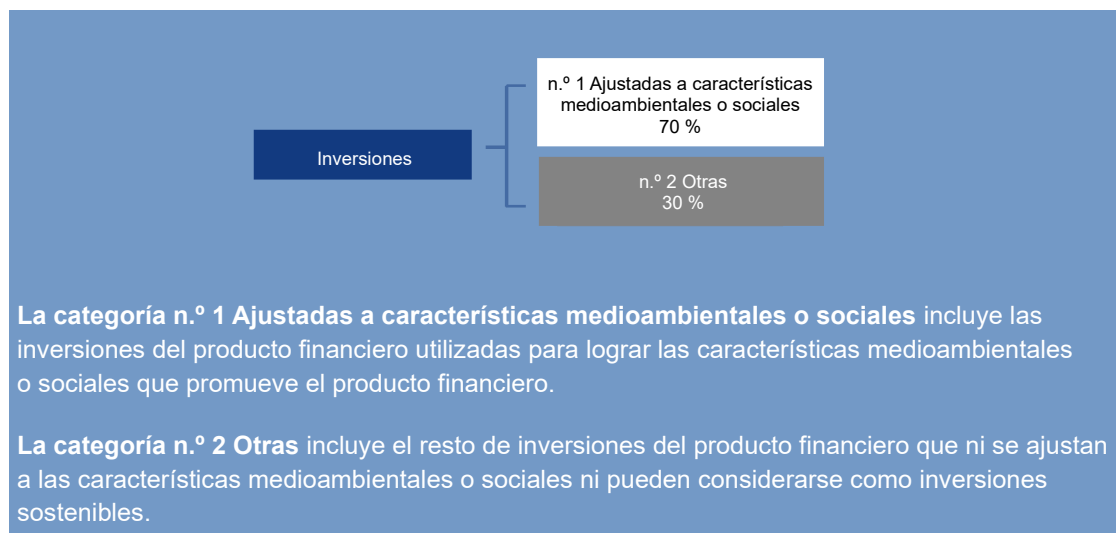 n.º 1 Ajustadas a características
medioambientales o sociales
70 %
Inversiones
n.º 2 Otras
30 %
La categoría n.º 1 Ajustadas a características medioambientales o sociales incluye las
inversiones del producto financiero utilizadas para lograr las características medioambientales
o sociales que promueve el producto financiero.
La categoría n.º 2 Otras incluye el resto de inversiones del producto financiero que ni se ajustan
a las características medioambientales o sociales ni pueden considerarse como inversiones
sostenibles.